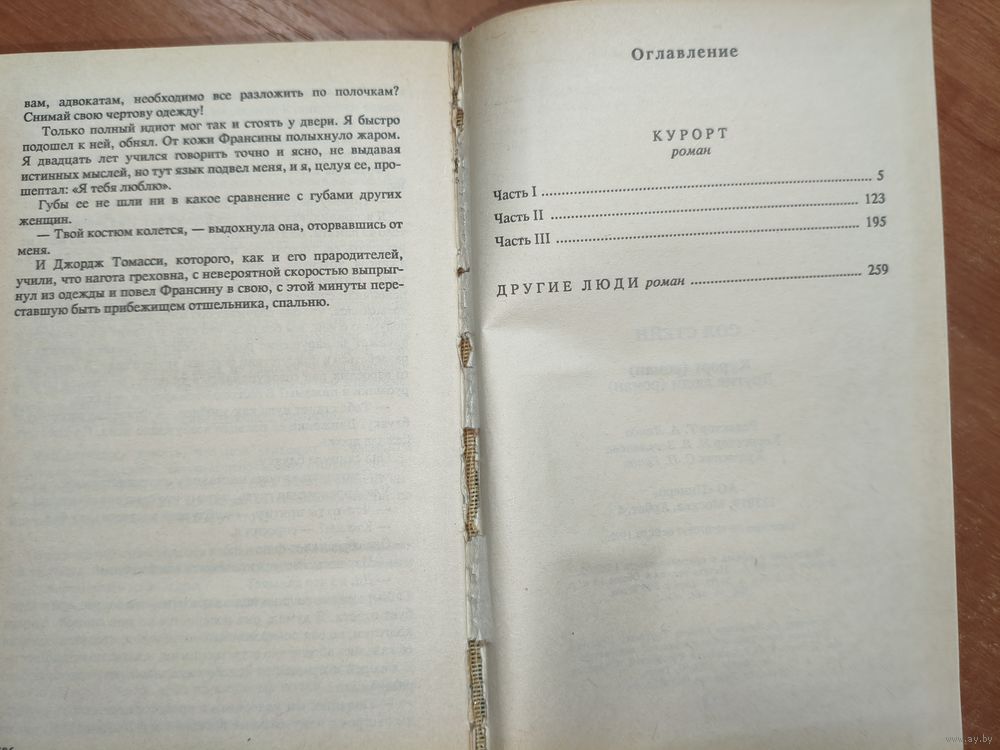 вам, адвокатам, необходимо все разложить по полочкам?
Снимай свою чертову одежду!
Только полный идиот мог так и стоять у двери. Я быстро
подошел к ней, обнял. От кожи Франсины полыхнуло жаром.
Я двадцать лет учился говорить точно и ясно, не выдавая
истинных мыслей, но тут язык подвел меня, и я, целуя ее, про-
шептал: «Я тебя люблю».
Губы ее не шли ни в какое сравнение с губами других
женщин.
— Твой костюм колется, — выдохнула она, оторвавшись от
меня.
И Джордж Томасси, которого, как и его прародителей,
учили, что нагота греховна, с невероятной скоростью выпрыг-
нул из одежды и повел Франсину в свою, с этой минуты пере-
ставшую быть прибежищем отшельника, спальню.
Оглавление
КУРОРТ
роман
Часть I ........ 5
Часть II ........ 123
Часть III ........ 195
ДРУГИЕ ЛЮДИ роман ........ 259
www.ay.by